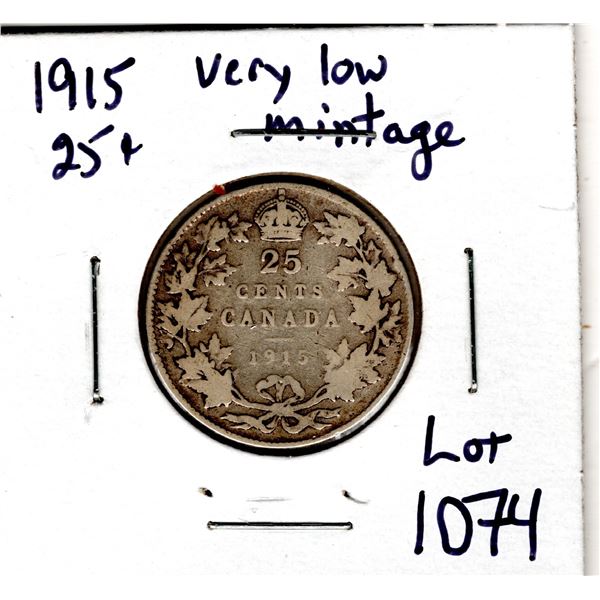 1915 Very low
25¢ mintage
25
CENTS
CANADA
1915
Lot
1074